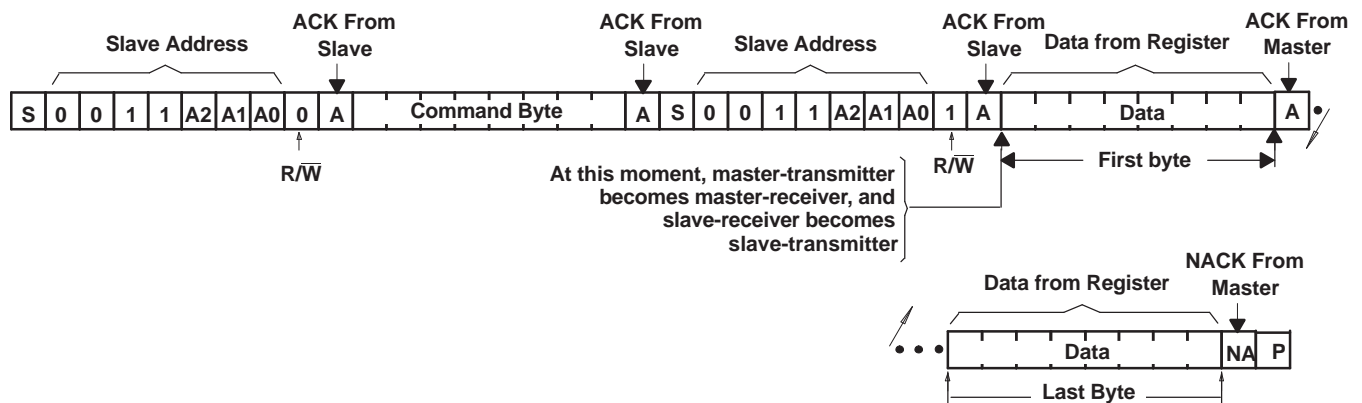 Slave Address
ACK From
Slave
ACK From
Slave
Slave Address
ACK From
Slave
Data from Register
ACK From
Master
S 0 0 1 1 A2 A1 A0 0 A Command Byte A S 0 0 1 1 A2 A1 A0 1 A Data A
R/W̅
R/W̅
First byte
At this moment, master-transmitter
becomes master-receiver, and
slave-receiver becomes
slave-transmitter
Data from Register
NACK From
Master
Data NA P
Last Byte